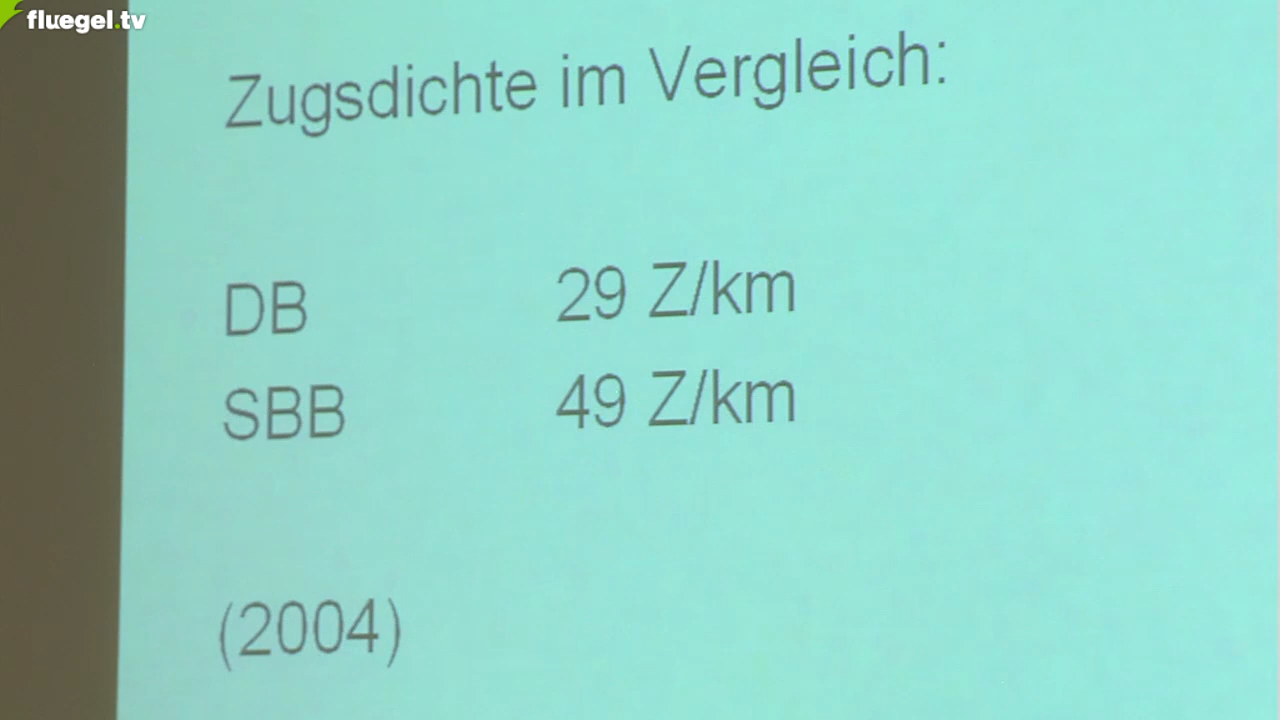 fluegel.tv
Zugsdichte im Vergleich:
DB 29 Z/km
SBB 49 Z/km
(2004)